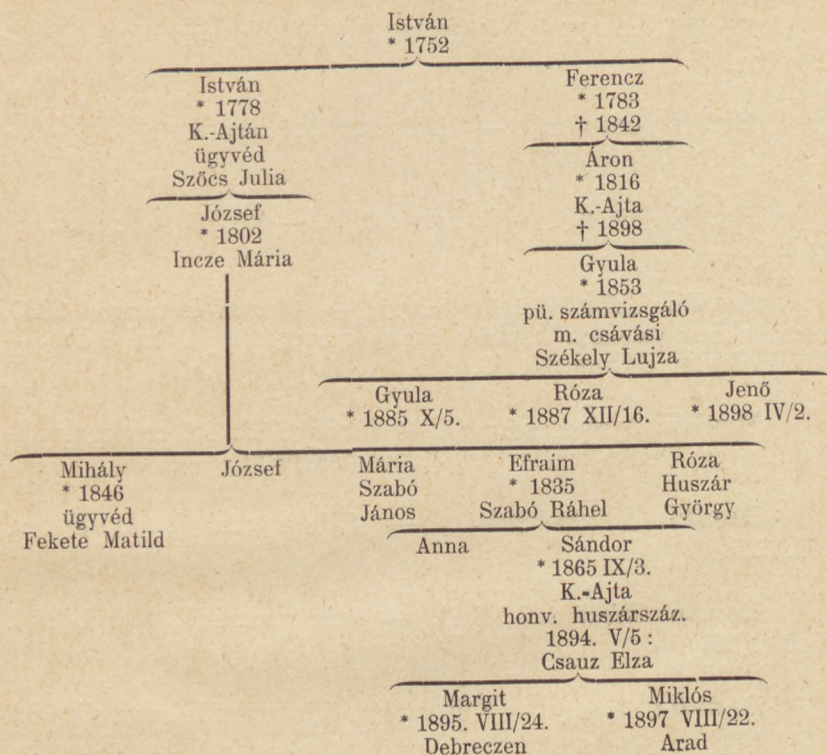 István
* 1752
István
* 1778
K.-Ajtán
ügyvéd
Szőcs Julia
Ferencz
* 1783
† 1842
Áron
* 1816
K.-Ajta
† 1898
József
* 1802
Incze Mária
Gyula
* 1853
pü. számvizsgáló
m. csávási
Székely Lujza
Gyula
* 1885 X/5.
Róza
* 1887 XII/16.
Jenő
* 1898 IV/2.
Mihály
* 1846
ügyvéd
Fekete Matild
József
Mária
Szabó
János
Efraim
* 1835
Szabó Ráhel
Róza
Huszár
György
Anna
Sándor
* 1865 IX/3.
K.-Ajta
honv. huszárszáz.
1894. V/5 :
Csauz Elza
Margit
* 1895. VIII/24.
Debreczen
Miklós
* 1897 VIII/22.
Arad